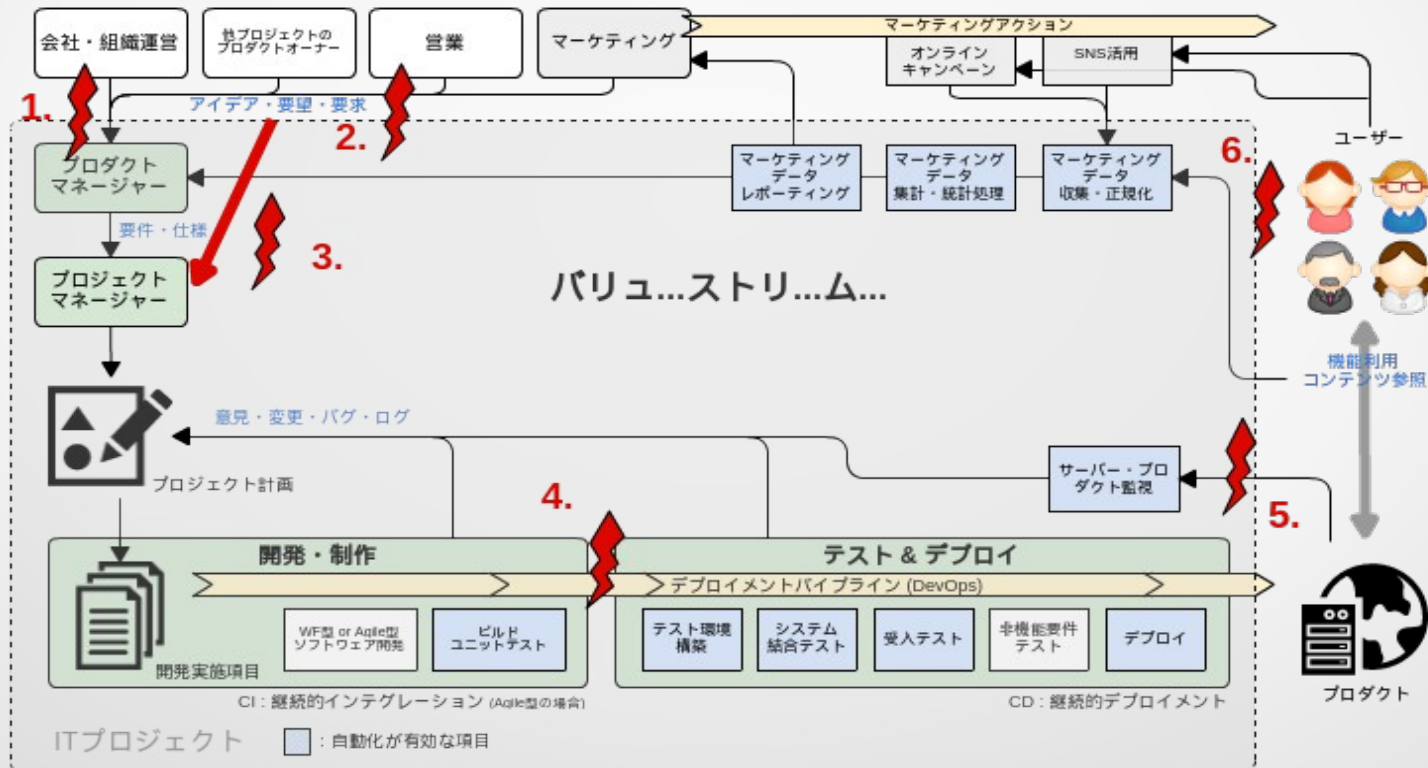 マーケティングアクション
会社・組織運営
他プロジェクトの
プロダクトオーナー
営業
マーケティング
オンライン
キャンペーン
SNS活用
1.
アイデア・要望・要求
2.
ユーザー
プロダクト
マネージャー
マーケティング
データ
レポーティング
マーケティング
データ
集計・統計処理
マーケティング
データ
収集・正規化
6.
要件・仕様
3.
プロジェクト
マネージャー
バリュ...ストリ...ム...
機能利用
コンテンツ参照
意見・変更・バグ・ログ
プロジェクト計画
サーバー・プロ
ダクト監視
4.
5.
開発・制作
テスト & デプロイ
デプロイメントパイプライン (DevOps)
WF型 or Agile型
ソフトウェア開発
ビルド
ユニットテスト
テスト環境
構築
システム
結合テスト
受入テスト
非機能要件
テスト
デプロイ
開発実施項目
プロダクト
CI : 継続的インテグレーション (Agile型の場合)
CD : 継続的デプロイメント
ITプロジェクト
: 自動化が有効な項目